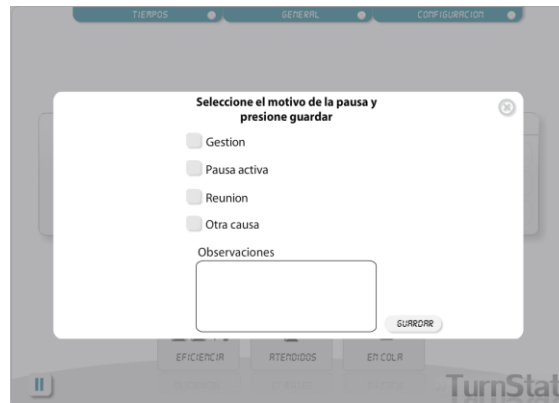 TIEMPOS
GENERAL
CONFIGURACION
Seleccione el motivo de la pausa y
presione guardar
Gestion
Pausa activa
Reunion
Otra causa
Observaciones
GUARDAR
EFICIENCIA
ATENDIDOS
EN COLA
TurnStat